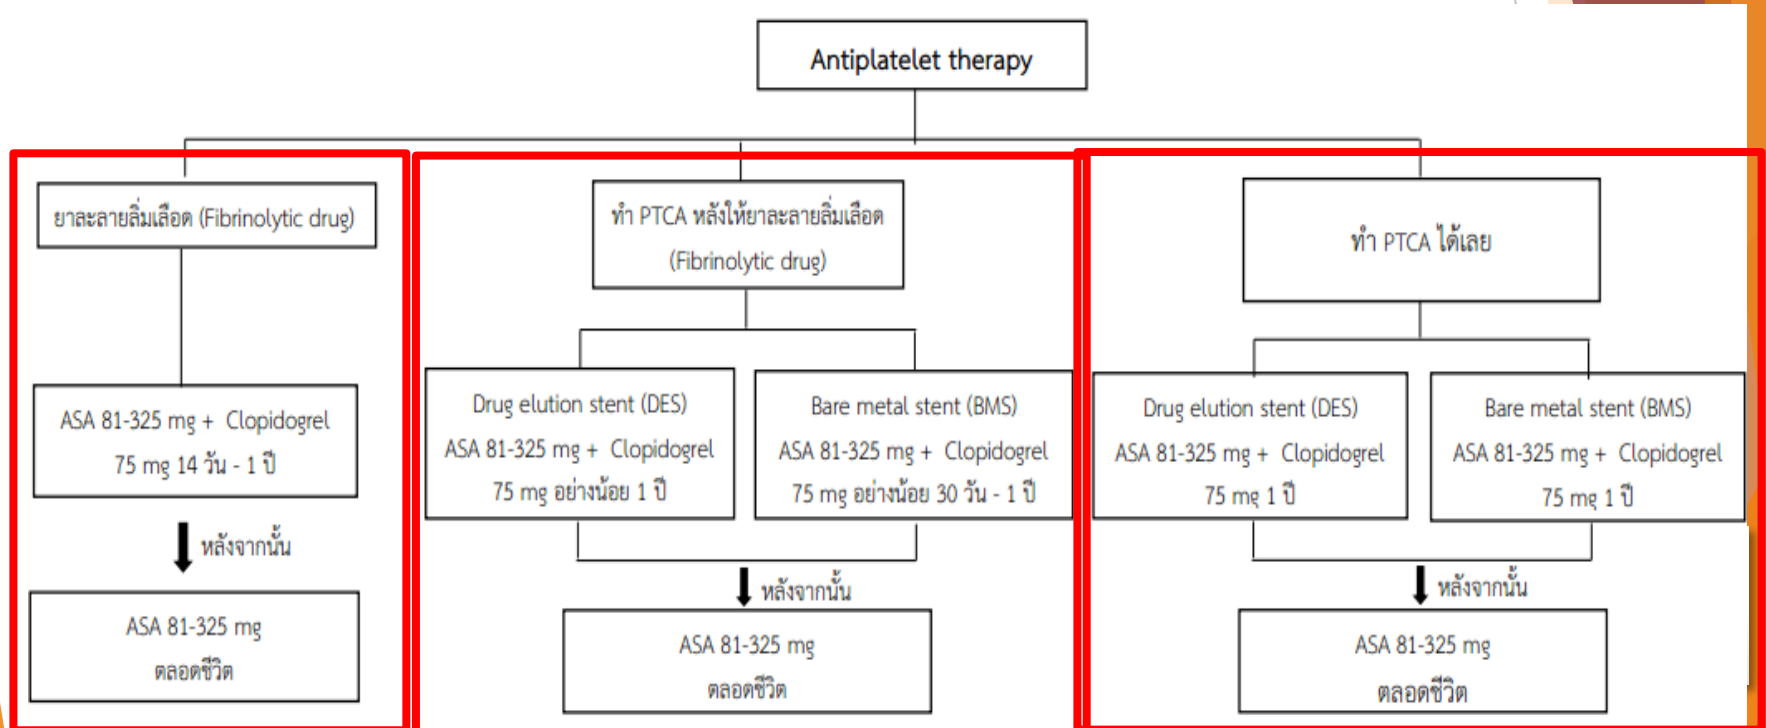 Antiplatelet therapy
ยาละลายลิ่มเลือด (Fibrinolytic drug)
ASA 81-325 mg + Clopidogrel
75 mg 14 วัน - 1 ปี
หลังจากนั้น
ASA 81-325 mg
ตลอดชีวิต
ทำ PTCA หลังให้ยาละลายลิ่มเลือด
(Fibrinolytic drug)
Drug elution stent (DES)
ASA 81-325 mg + Clopidogrel
75 mg อย่างน้อย 1 ปี
Bare metal stent (BMS)
ASA 81-325 mg + Clopidogrel
75 mg อย่างน้อย 30 วัน - 1 ปี
หลังจากนั้น
ASA 81-325 mg
ตลอดชีวิต
ทำ PTCA ได้เลย
Drug elution stent (DES)
ASA 81-325 mg + Clopidogrel
75 mg 1 ปี
Bare metal stent (BMS)
ASA 81-325 mg + Clopidogrel
75 mg 1 ปี
หลังจากนั้น
ASA 81-325 mg
ตลอดชีวิต